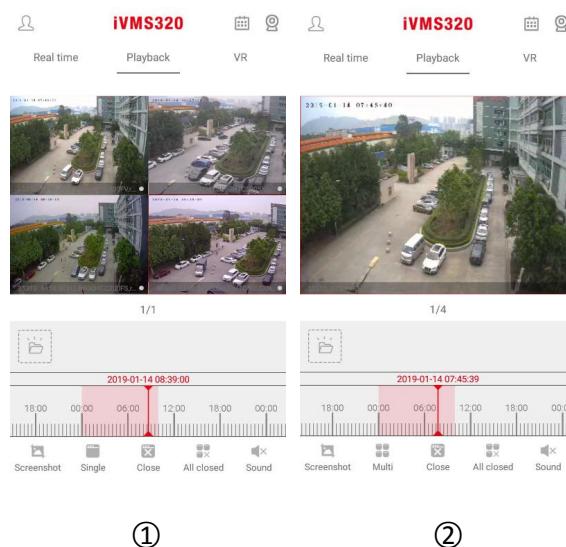 iVMS320
Real time Playback VR
1/1
2019-01-14 08:39:00
18:00 00:00 06:00 12:00 18:00 00:00
Screenshot Single Close All closed Sound
①
iVMS320
Real time Playback VR
2019-01-14 07:45:40
1/4
2019-01-14 07:45:39
18:00 00:00 06:00 12:00 18:00
Screenshot Multi Close All closed Sound
②